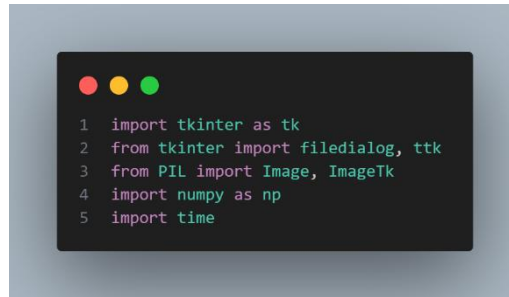 1 import tkinter as tk
2 from tkinter import filedialog, ttk
3 from PIL import Image, ImageTk
4 import numpy as np
5 import time